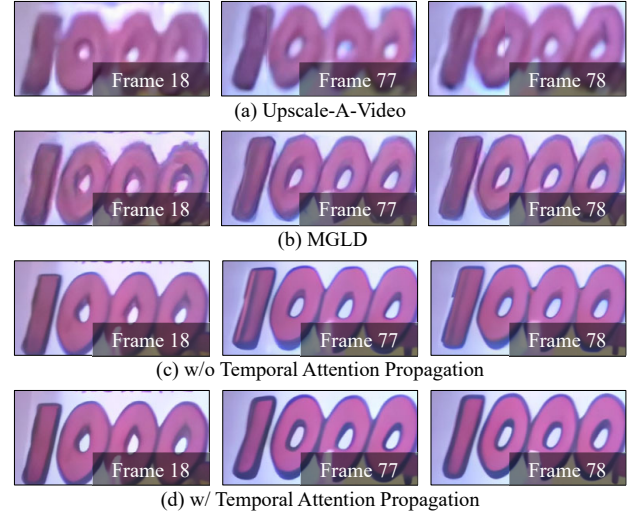 1000 1000 1000
Frame 18 Frame 77 Frame 78
(a) Upscale-A-Video
1000 1000 1000
Frame 18 Frame 77 Frame 78
(b) MGLD
1000 1000 1000
Frame 18 Frame 77 Frame 78
(c) w/o Temporal Attention Propagation
1000 1000 1000
Frame 18 Frame 77 Frame 78
(d) w/ Temporal Attention Propagation